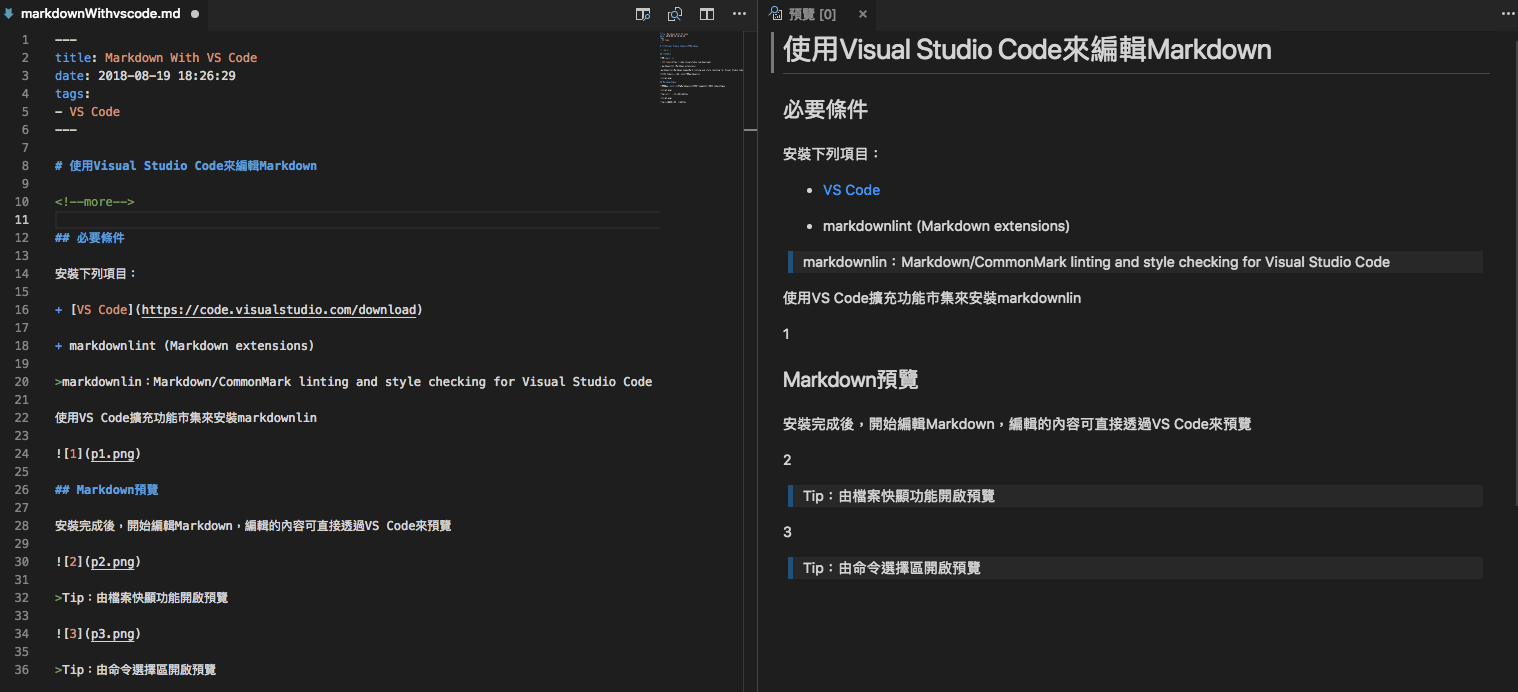 markdownWithvscode.md
1 ---
2 title: Markdown With VS Code
3 date: 2018-08-19 18:26:29
4 tags:
5 - VS Code
6 ---
7
8 # 使用Visual Studio Code來編輯Markdown
9
10 <!--more-->
11
12 ## 必要條件
13
14 安裝下列項目：
15
16 + [VS Code](https://code.visualstudio.com/download)
17
18 + markdownlint (Markdown extensions)
19
20 >markdownlin：Markdown/CommonMark linting and style checking for Visual Studio Code
21
22 使用VS Code擴充功能市集來安裝markdownlin
23
24 ![1](p1.png)
25
26 ## Markdown預覽
27
28 安裝完成後，開始編輯Markdown，編輯的內容可直接透過VS Code來預覽
29
30 ![2](p2.png)
31
32 >Tip：由檔案快顯功能開啟預覽
33
34 ![3](p3.png)
35
36 >Tip：由命令選擇區開啟預覽
預覽 [0]
使用Visual Studio Code來編輯Markdown
必要條件
安裝下列項目：
• VS Code
• markdownlint (Markdown extensions)
markdownlin：Markdown/CommonMark linting and style checking for Visual Studio Code
使用VS Code擴充功能市集來安裝markdownlin
1
Markdown預覽
安裝完成後，開始編輯Markdown，編輯的內容可直接透過VS Code來預覽
2
Tip：由檔案快顯功能開啟預覽
3
Tip：由命令選擇區開啟預覽